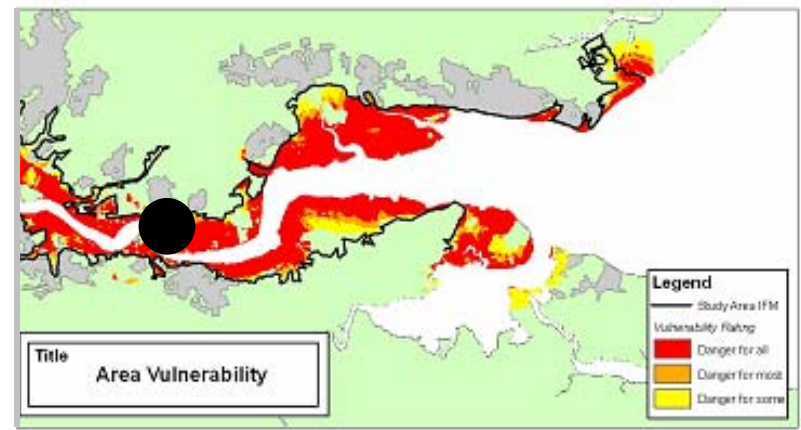 Title
Area Vulnerability
Legend
Study Area IFM
Vulnerability Rating
Danger for all
Danger for most
Danger for some